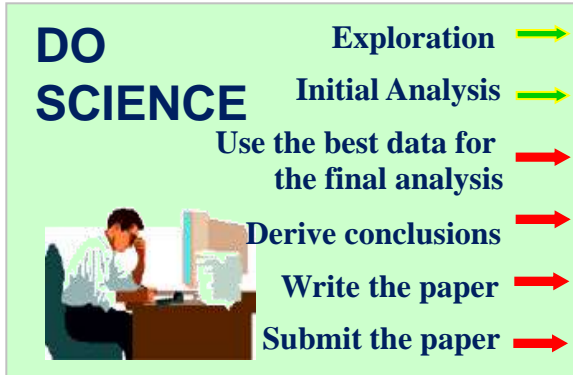 DO
SCIENCE
Exploration
Initial Analysis
Use the best data for
the final analysis
Derive conclusions
Write the paper
Submit the paper